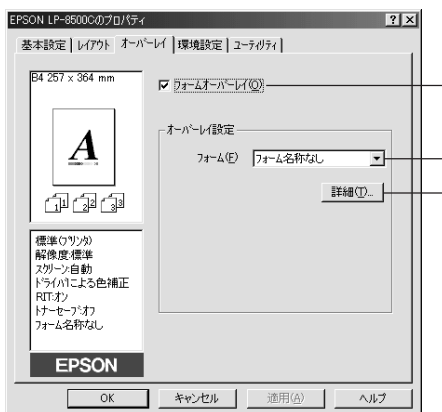 EPSON LP-8500Cのプロパティ
基本設定 レイアウト オーバーレイ 環境設定 ユーティリティ
B4 257 x 364 mm
フォームオーバーレイ(O)
A
オーバーレイ設定
フォーム(F) フォーム名称なし
詳細(T)...
1 1 2 2 3 3
標準(プリンタ)
解像度:標準
スクリーン:自動
ドライバによる色補正
RIT:オン
トナーセーブ:オフ
フォーム名称なし
EPSON
OK キャンセル 適用(A) ヘルプ